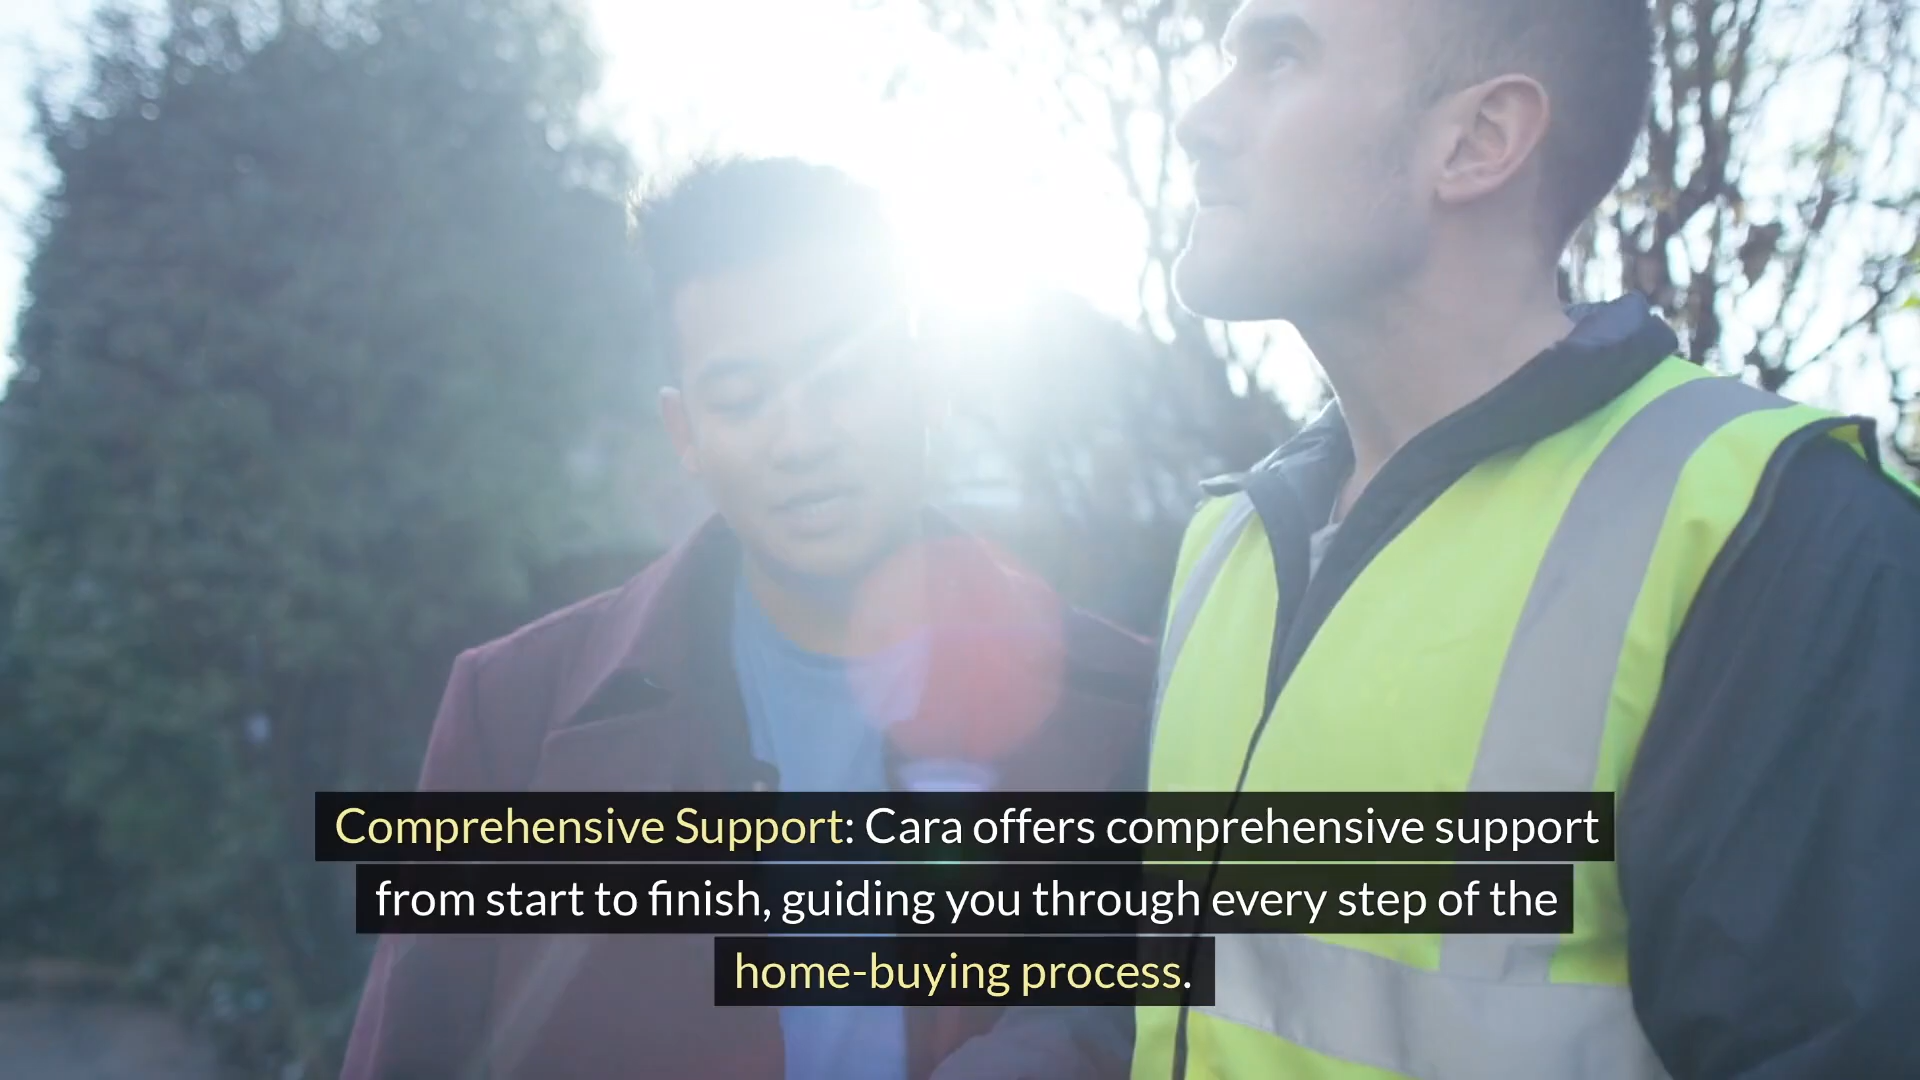 Comprehensive Support: Cara offers comprehensive support
from start to finish, guiding you through every step of the
home-buying process.